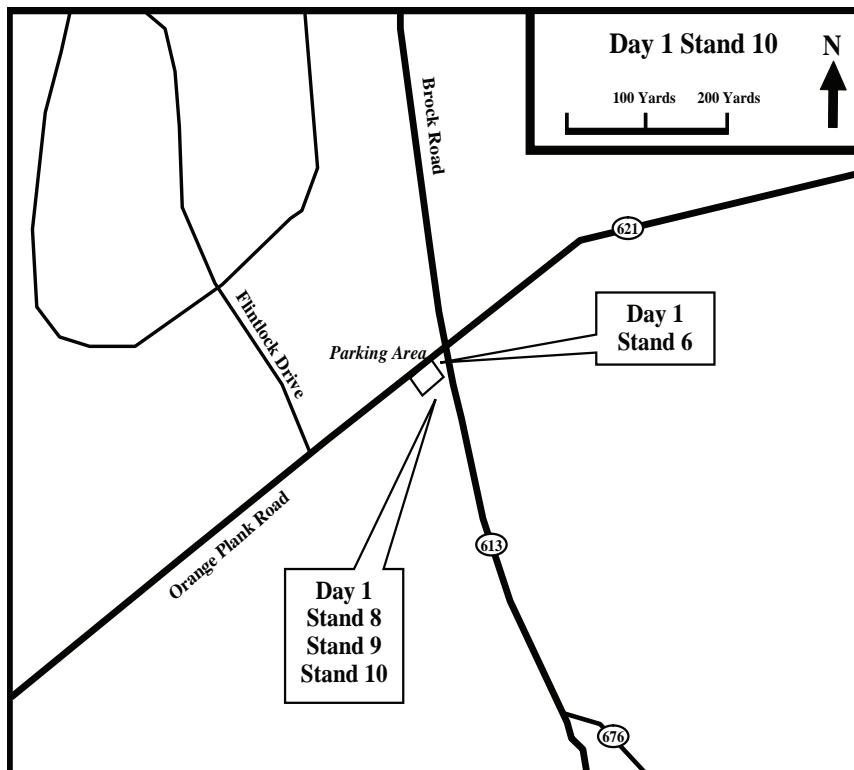 Day 1 Stand 10
N
100 Yards
200 Yards
Brock Road
621
Day 1
Stand 6
Flintlock Drive
Parking Area
Orange Plank Road
613
Day 1
Stand 8
Stand 9
Stand 10
676